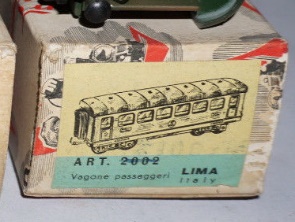 ART. 2002
Vagone passeggeri LIMA
Italy